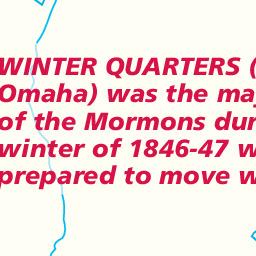 WINTER QUARTERS (
Omaha) was the ma
of the Mormons dur
winter of 1846-47 w
prepared to move w